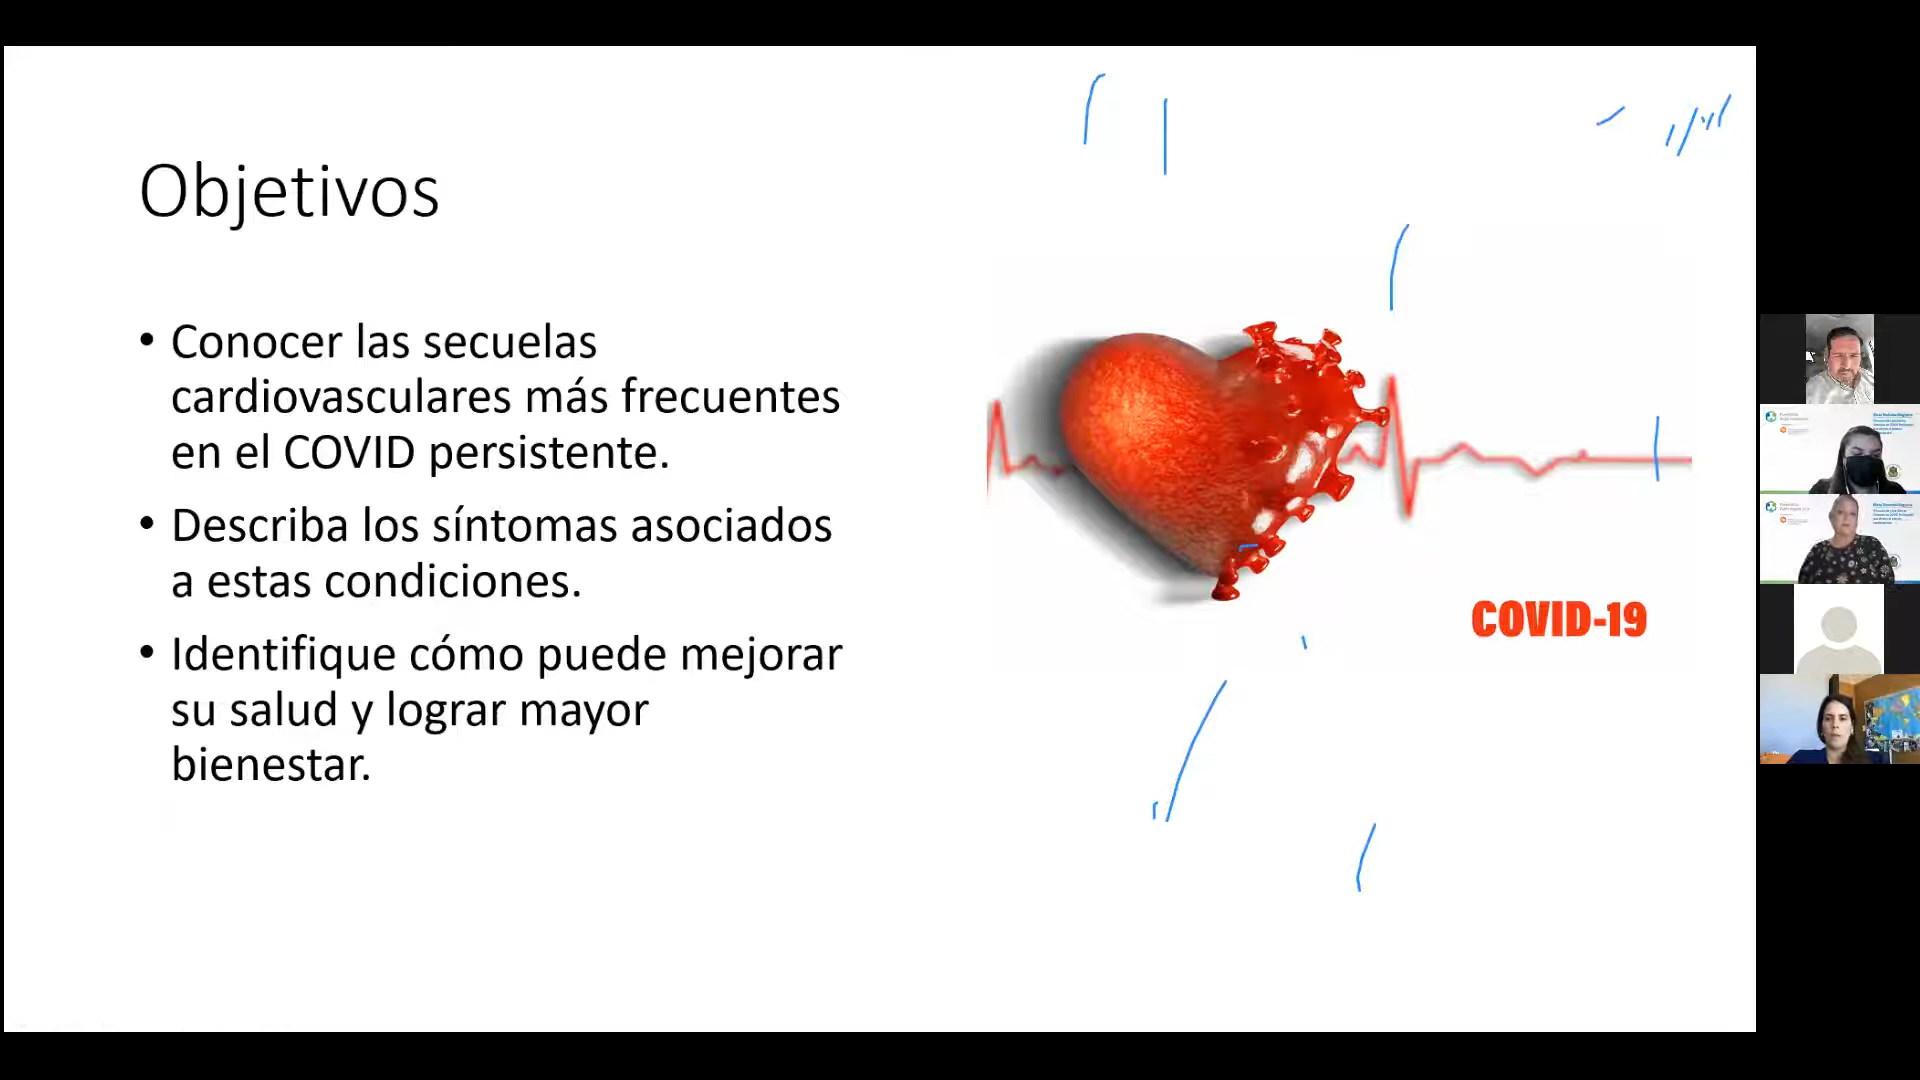 Objetivos
• Conocer las secuelas
cardiovasculares más frecuentes
en el COVID persistente.
• Describa los síntomas asociados
a estas condiciones.
• Identifique cómo puede mejorar
su salud y lograr mayor
bienestar.
COVID-19